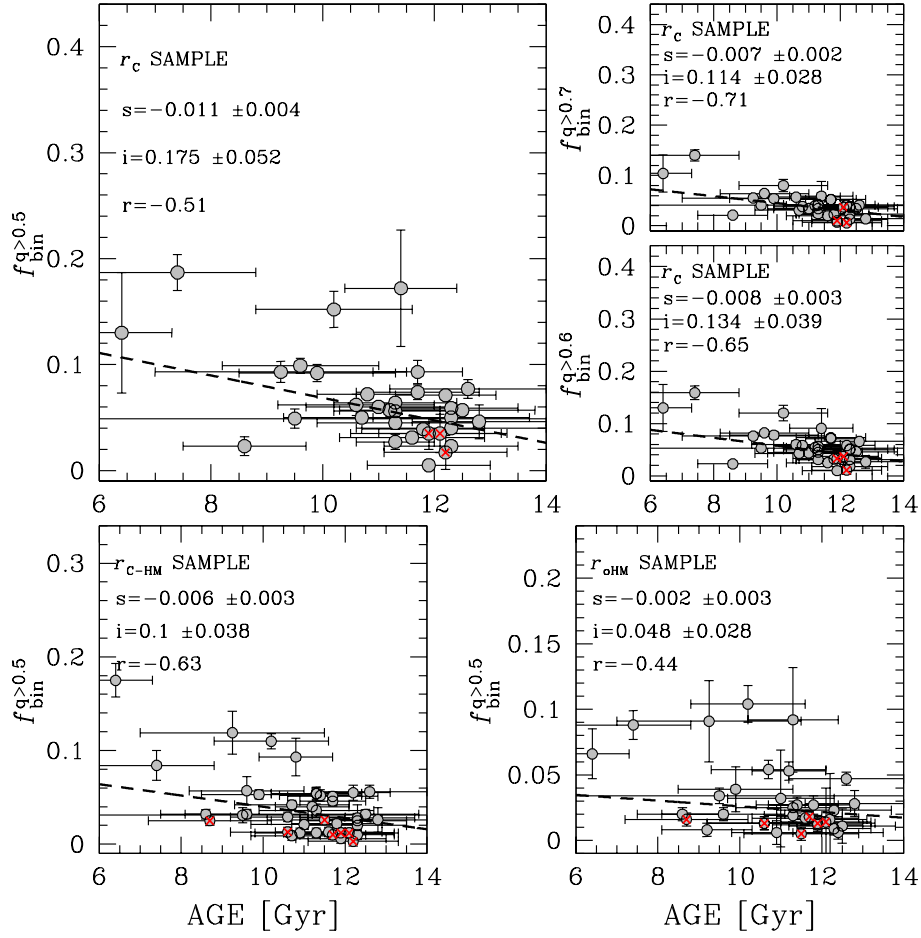 r_C SAMPLE
s=−0.011 ±0.004
i=0.175 ±0.052
r=−0.51
f_bin^q>0.5
0.4
0.3
0.2
0.1
0
6 8 10 12 14
r_C SAMPLE
s=−0.007 ±0.002
i=0.114 ±0.028
r=−0.71
f_bin^q>0.7
0.4
0.3
0.2
0.1
0
r_C SAMPLE
s=−0.008 ±0.003
i=0.134 ±0.039
r=−0.65
f_bin^q>0.6
0.4
0.3
0.2
0.1
0
6 8 10 12 14
r_C-HM SAMPLE
s=−0.006 ±0.003
i=0.1 ±0.038
r=−0.63
f_bin^q>0.5
0.3
0.2
0.1
0
6 8 10 12 14
AGE [Gyr]
r_oHM SAMPLE
s=−0.002 ±0.003
i=0.048 ±0.028
r=−0.44
f_bin^q>0.5
0.2
0.15
0.1
0.05
0
6 8 10 12 14
AGE [Gyr]